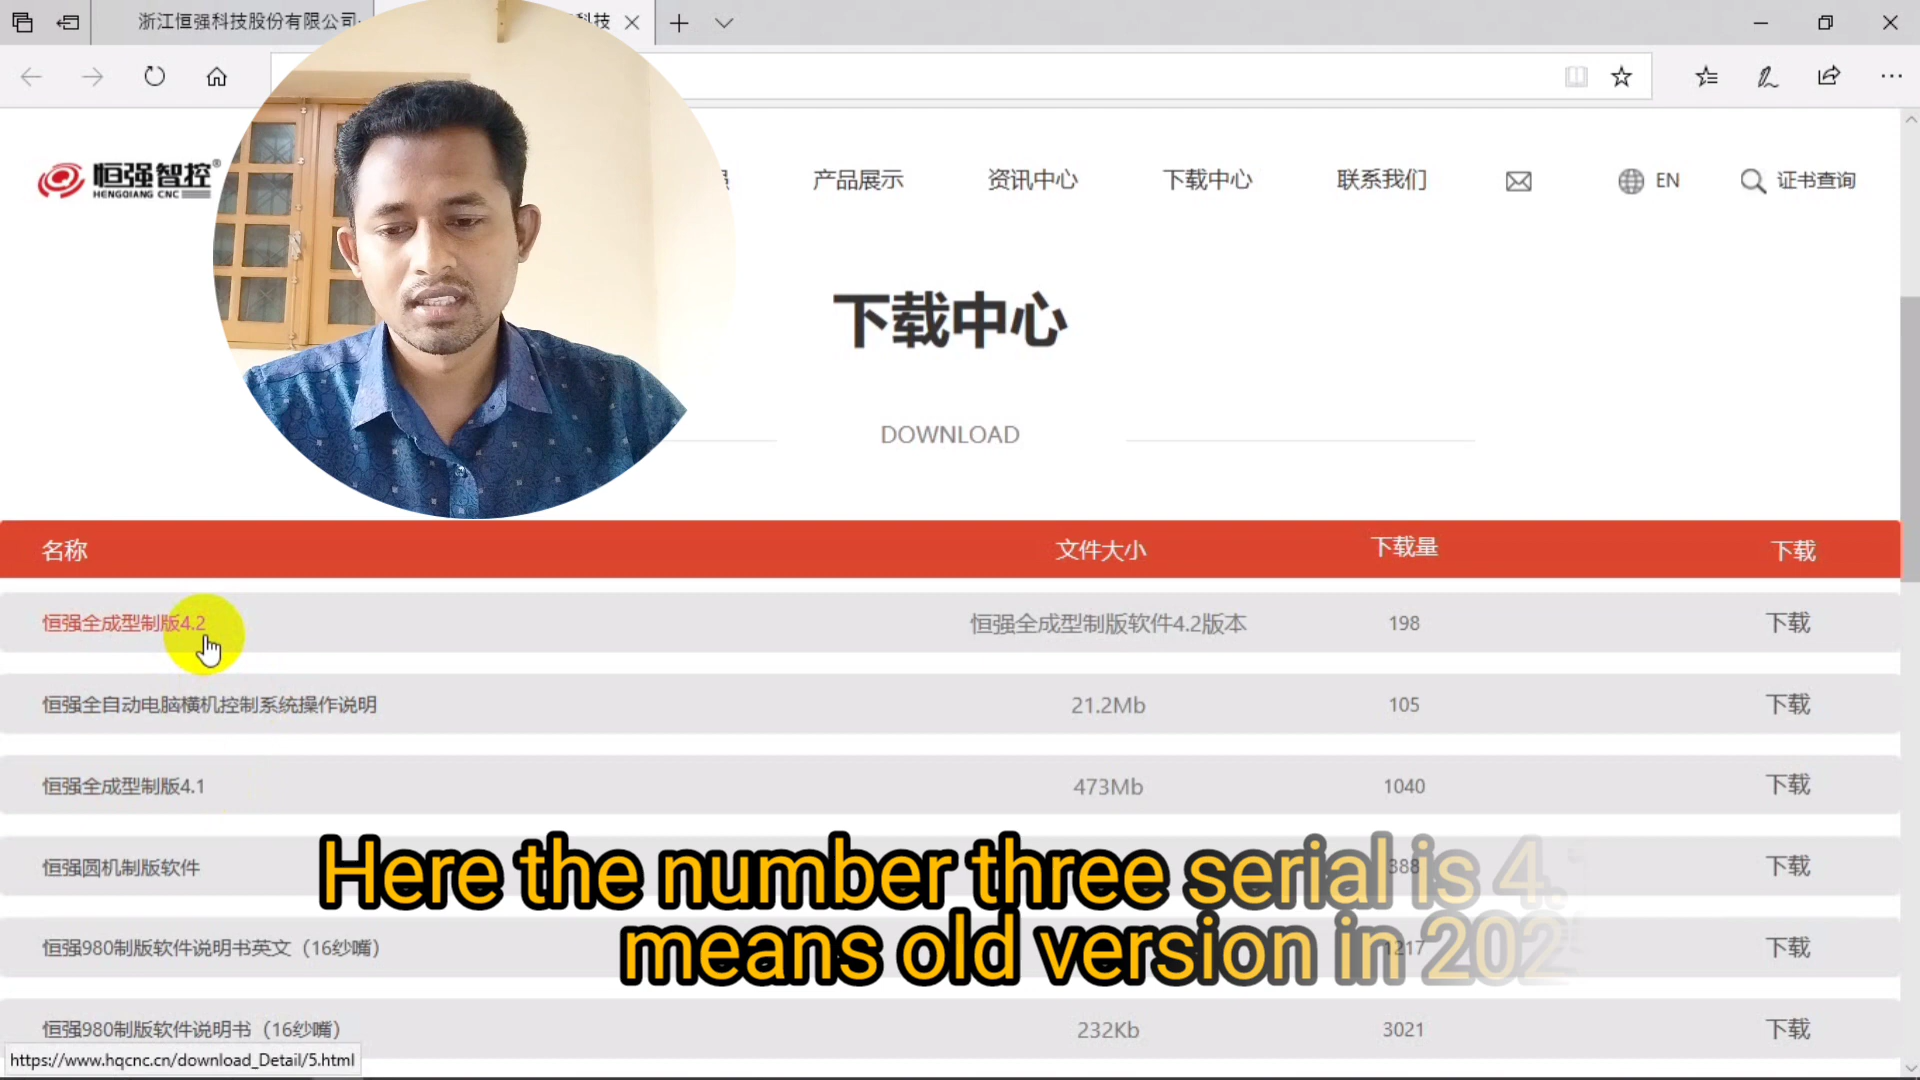 浙江恒强科技股份有限公司
科技
恒强智控®
HENGQIANG CNC
产品展示
资讯中心
下载中心
联系我们
EN
证书查询
下载中心
DOWNLOAD
名称 文件大小 下载量 下载
恒强全成型制版4.2 恒强全成型制版软件4.2版本 198 下载
恒强全自动电脑横机控制系统操作说明 21.2Mb 105 下载
恒强全成型制版4.1 473Mb 1040 下载
恒强圆机制版软件 388 下载
Here the number three serial is 4.
恒强980制版软件说明书英文（16纱嘴） 1217 下载
means old version in 202
恒强980制版软件说明书（16纱嘴） 232Kb 3021 下载
https://www.hqcnc.cn/download_Detail/5.html